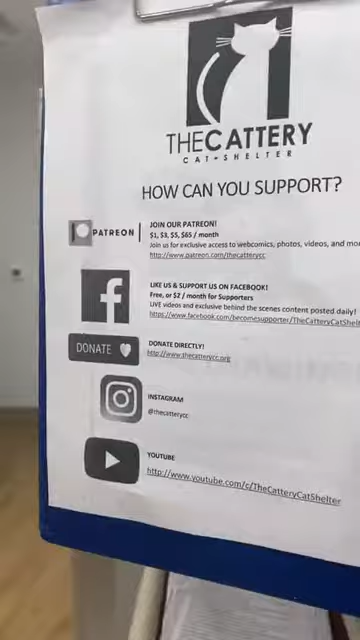 THECATTERY
CAT+SHELTER
HOW CAN YOU SUPPORT?
PATREON
JOIN OUR PATREON!
$1, $3, $5, $65 / month
Join us for exclusive access to webcomics, photos, videos, and mor
http://www.patreon.com/thecatterycc
LIKE US & SUPPORT US ON FACEBOOK!
Free, or $2 / month for Supporters
LIVE videos and exclusive behind the scenes content posted daily!
https://www.facebook.com/becomesupporter/TheCatteryCatShelte
DONATE
DONATE DIRECTLY!
http://www.thecatterycc.org
INSTAGRAM
@thecatterycc
YOUTUBE
http://www.youtube.com/c/TheCatteryCatShelter